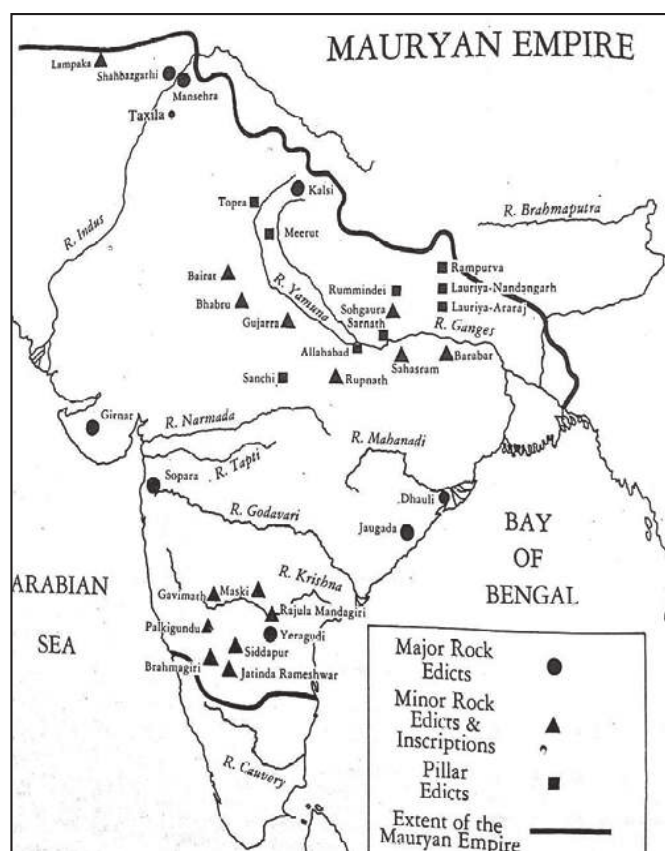 MAURYAN EMPIRE
Lampaka
Shahbazgarhi
Mansehra
Taxila
Kalsi
Topra
R. Brahmaputra
Meerut
R. Indus
Rampurva
Bairat
Rummindei
Lauriya-Nandangarh
R. Yamuna
Bhabru
Sohgaura
Lauriya-Araraj
Gujarra
Sarnath
R. Ganges
Allahabad
Sahasram
Barabar
Sanchi
Rupnath
Girnar
R. Narmada
R. Mahanadi
R. Tapti
Sopara
Dhauli
R. Godavari
Jaugada
BAY
OF
BENGAL
ARABIAN
SEA
R. Krishna
Gavimath
Maski
Rajula Mandagiri
Palkigundu
Yeragudi
Siddapur
Brahmagiri
Jatinda Rameshwar
R. Cauvery
Major Rock
Edicts
Minor Rock
Edicts &
Inscriptions
Pillar
Edicts
Extent of the
Mauryan Empire